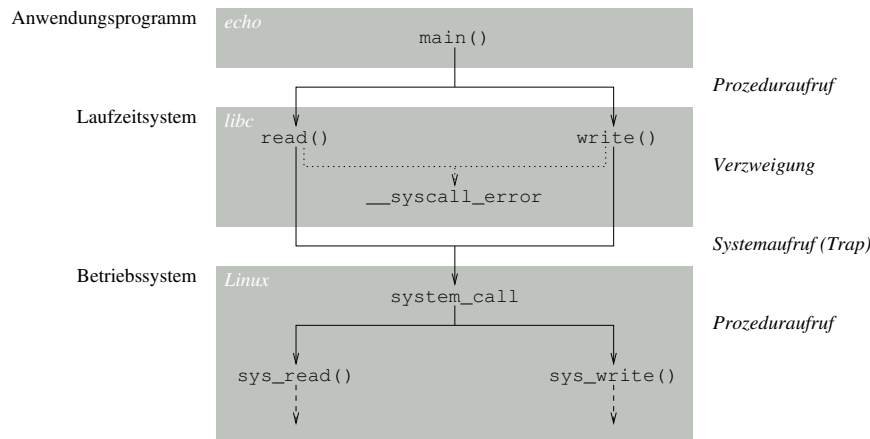 Anwendungsprogramm
echo
main()
Prozeduraufruf
Laufzeitsystem
libc
read()
write()
Verzweigung
__syscall_error
Systemaufruf (Trap)
Betriebssystem
Linux
system_call
Prozeduraufruf
sys_read()
sys_write()